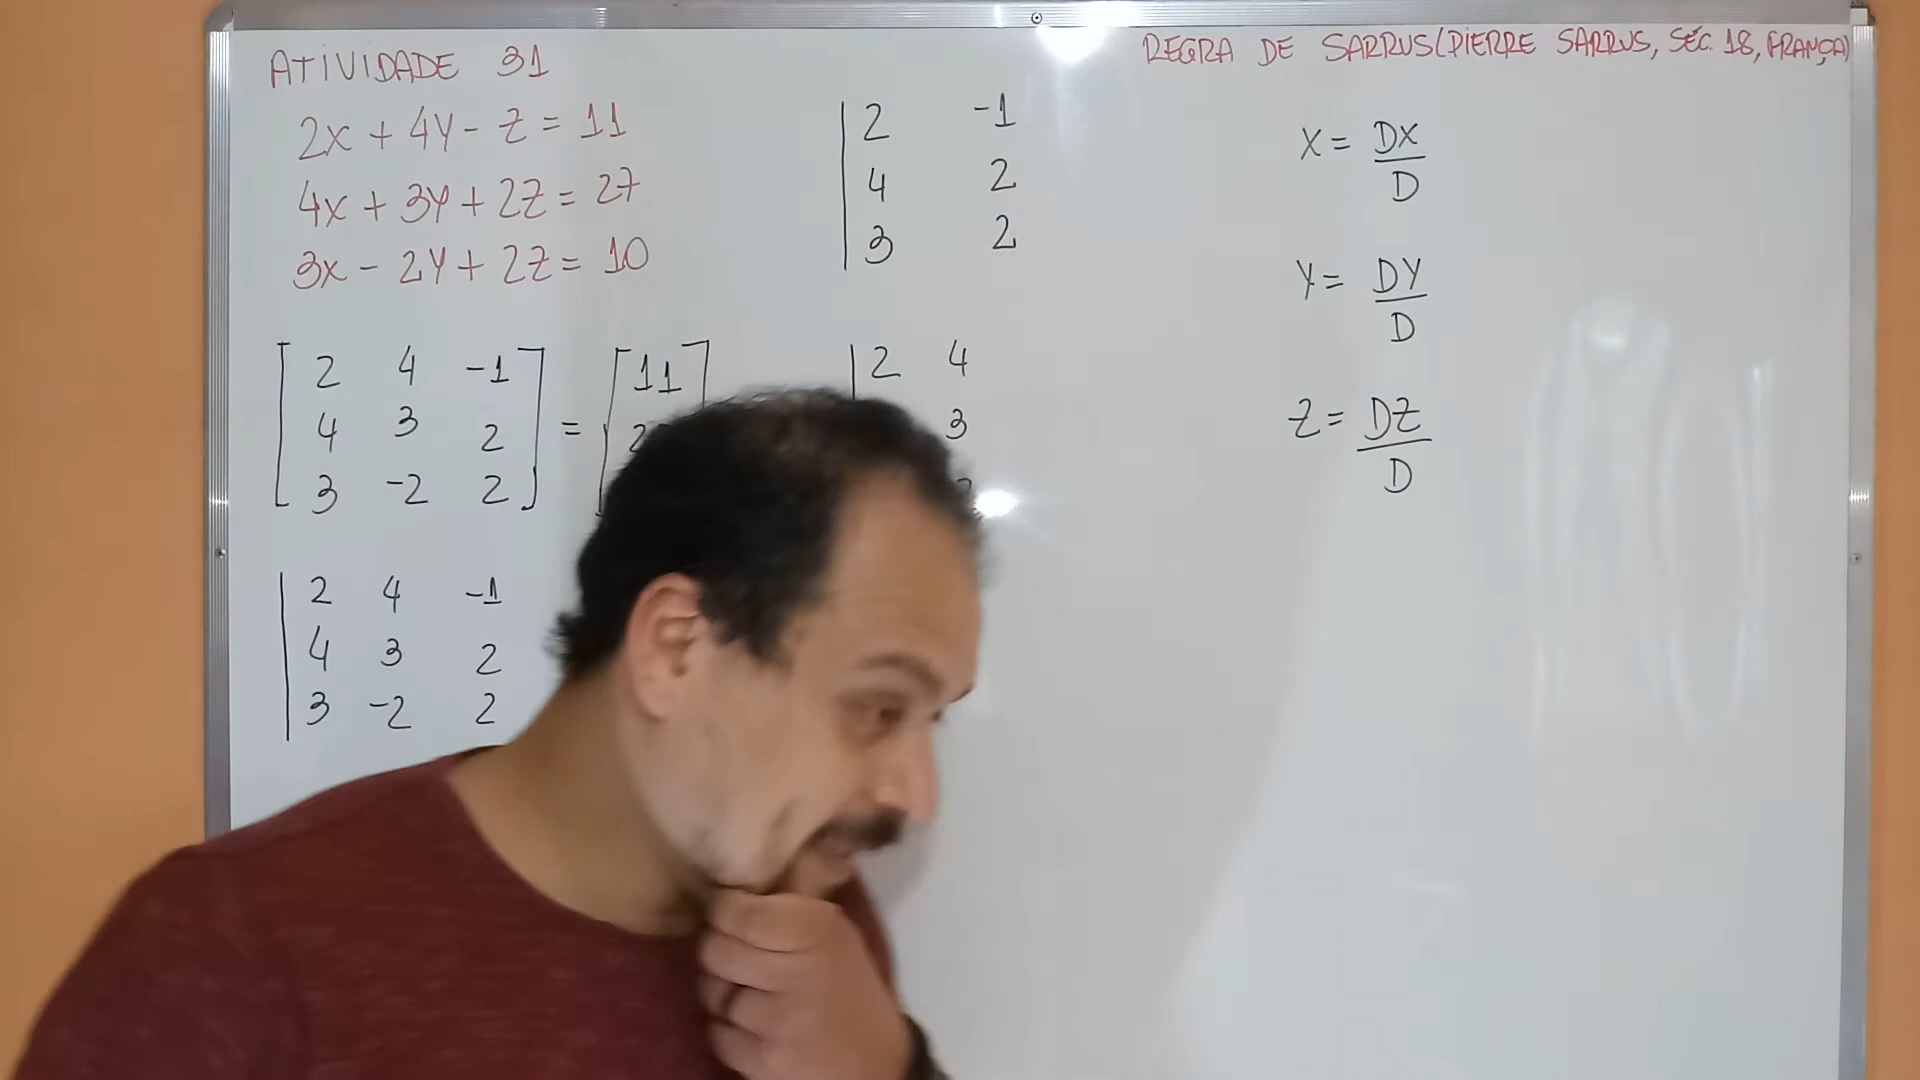 ATIVIDADE 31
2X + 4Y - Z = 11
4X + 3Y + 2Z = 27
3X - 2Y + 2Z = 10
2 4 -1
4 3 2 =
3 -2 2
11
2 4 -1
4 3 2
3 -2 2
2 -1
4 2
3 2
2 4
3
REGRA DE SARRUS (PIERRE SARRUS, SÉC. 18, FRANÇA)
X = DX
D
Y = DY
D
Z = DZ
D